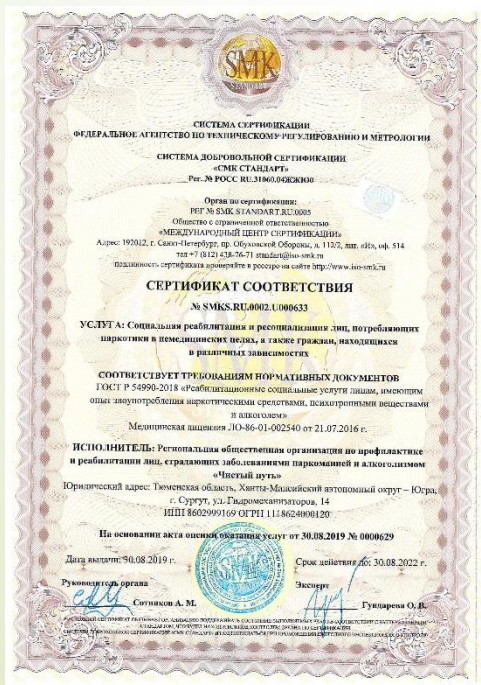 SMK
STANDART
СИСТЕМА СЕРТИФИКАЦИИ
ФЕДЕРАЛЬНОЕ АГЕНТСТВО ПО ТЕХНИЧЕСКОМУ РЕГУЛИРОВАНИЮ И МЕТРОЛОГИИ
СИСТЕМА ДОБРОВОЛЬНОЙ СЕРТИФИКАЦИИ
«СМК СТАНДАРТ»
Рег. № РОСС RU.31060.04ЖЖЮ0
Орган по сертификации:
РЕГ № SMK STANDART.RU.0005
Общество с ограниченной ответственностью
«МЕЖДУНАРОДНЫЙ ЦЕНТР СЕРТИФИКАЦИИ»
Адрес: 192012, г. Санкт-Петербург, пр. Обуховской Обороны, д. 112/2, лит. «И», оф. 514
тел +7 (812) 438-76-71 standart@iso-smk.ru
Подлинность сертификата проверяйте в реестре на сайте http://www.iso-smk.ru
СЕРТИФИКАТ СООТВЕТСТВИЯ
№ SMKS.RU.0002.U000633
УСЛУГА: Социальная реабилитация и ресоциализация лиц, потребляющих
наркотики в немедицинских целях, а также граждан, находящихся
в различных зависимостях
СООТВЕТСТВУЕТ ТРЕБОВАНИЯМ НОРМАТИВНЫХ ДОКУМЕНТОВ
ГОСТ Р 54990-2018 «Реабилитационные социальные услуги лицам, имеющим
опыт злоупотребления наркотическими средствами, психотропными веществами
и алкоголем»
Медицинская лицензия ЛО-86-01-002540 от 21.07.2016 г.
ИСПОЛНИТЕЛЬ: Региональная общественная организация по профилактике
и реабилитации лиц, страдающих заболеваниями наркоманией и алкоголизмом
«Чистый путь»
Юридический адрес: Тюменская область, Ханты-Мансийский автономный округ – Югра,
г. Сургут, ул. Гидромеханизаторов, 14
ИНН 8602999169 ОГРН 1118624000120
На основании акта оценки оказания услуг от 30.08.2019 № 0000629
Дата выдачи: 30.08.2019 г.
Срок действия до: 30.08.2022 г.
Руководитель органа
Эксперт
Сотников А. М.
Гундарева О. В.